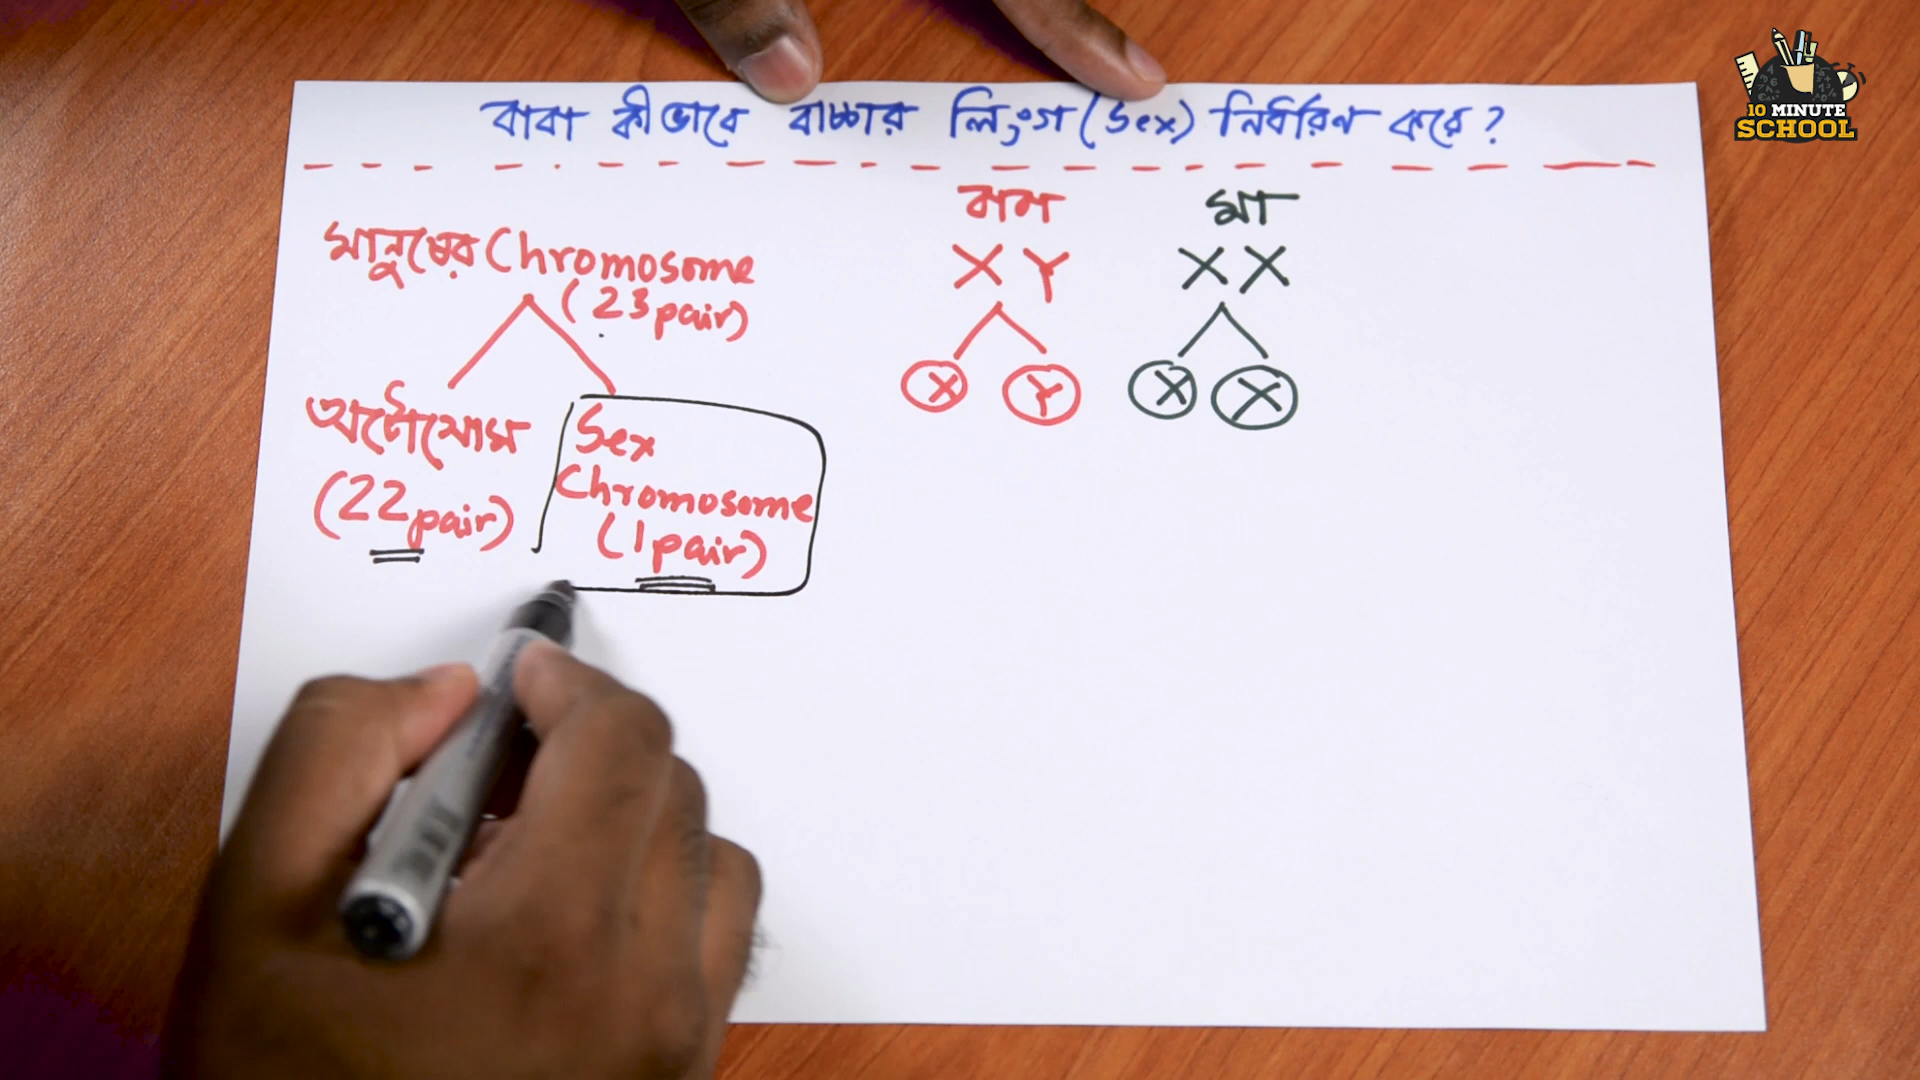 বাবা কীভাবে বাচ্চার লিংগ (Sex) নির্ধারণ করে?
মানুষের Chromosome
(23 pair)
অটোসোম
(22 pair)
Sex
Chromosome
(1 pair)
বাবা
X Y
X Y
মা
X X
X X
10 MINUTE
SCHOOL